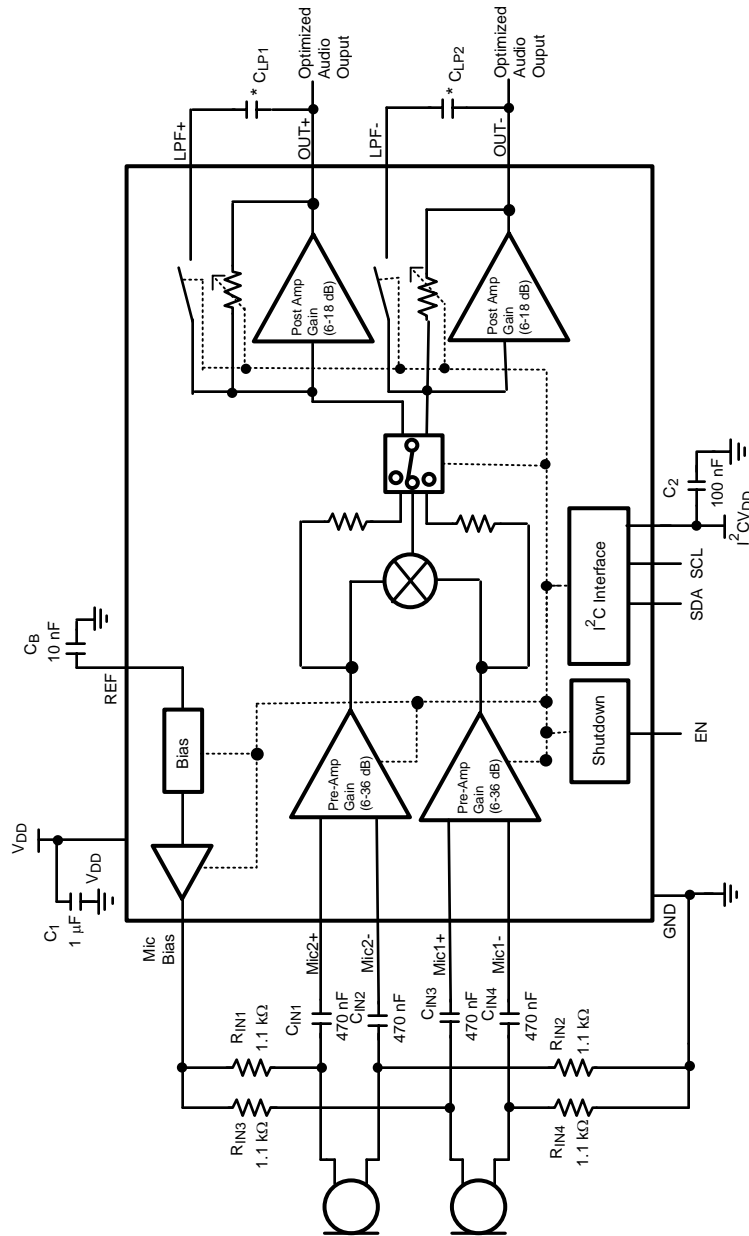 Mic
Bias
C1
1 μF
VDD
VDD
REF
CB
10 nF
Bias
RIN3
1.1 kΩ
RIN1
1.1 kΩ
CIN1
470 nF
CIN2
470 nF
CIN3
470 nF
CIN4
470 nF
RIN4
1.1 kΩ
RIN2
1.1 kΩ
Mic2+
Mic2-
Mic1+
Mic1-
GND
Pre-Amp
Gain
(6-36 dB)
Pre-Amp
Gain
(6-36 dB)
Shutdown
EN
I2C Interface
SDA
SCL
I2CVDD
C2
100 nF
Post Amp
Gain
(6-18 dB)
Post Amp
Gain
(6-18 dB)
LPF+
* CLP1
OUT+
Optimized
Audio
Ouput
LPF-
* CLP2
OUT-
Optimized
Audio
Ouput